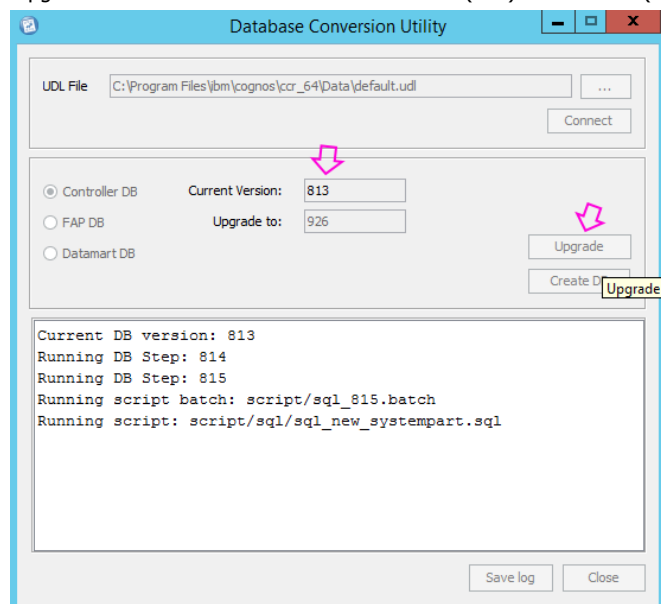 Database Conversion Utility
UDL File C:\Program Files\ibm\cognos\ccr_64\Data\default.udl ...
Connect
Controller DB Current Version: 813
FAP DB Upgrade to: 926
Datamart DB Upgrade
Create D
Upgrade
Current DB version: 813
Running DB Step: 814
Running DB Step: 815
Running script batch: script/sql_815.batch
Running script: script/sql/sql_new_systempart.sql
Save log Close